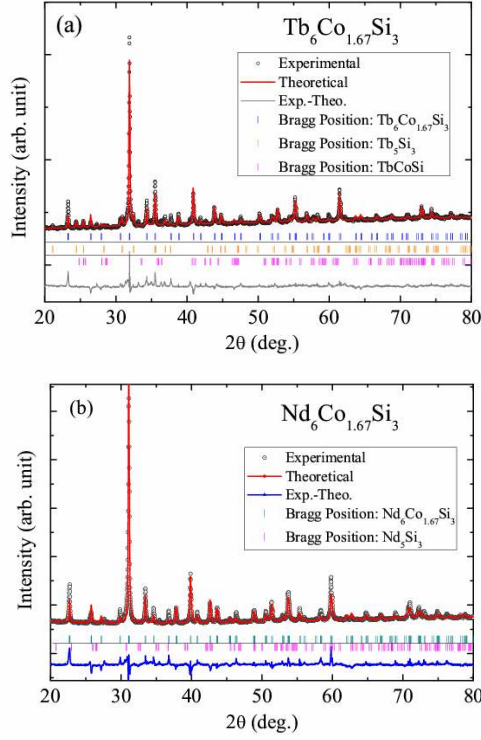 (a)
Tb₆Co₁.₆₇Si₃
Experimental
Theoretical
Exp.-Theo.
Bragg Position: Tb₆Co₁.₆₇Si₃
Bragg Position: Tb₅Si₃
Bragg Position: TbCoSi
Intensity (arb. unit)
20 30 40 50 60 70 80
2θ (deg.)
(b)
Nd₆Co₁.₆₇Si₃
Experimental
Theoretical
Exp.-Theo.
Bragg Position: Nd₆Co₁.₆₇Si₃
Bragg Position: Nd₅Si₃
Intensity (arb. unit)
20 30 40 50 60 70 80
2θ (deg.)